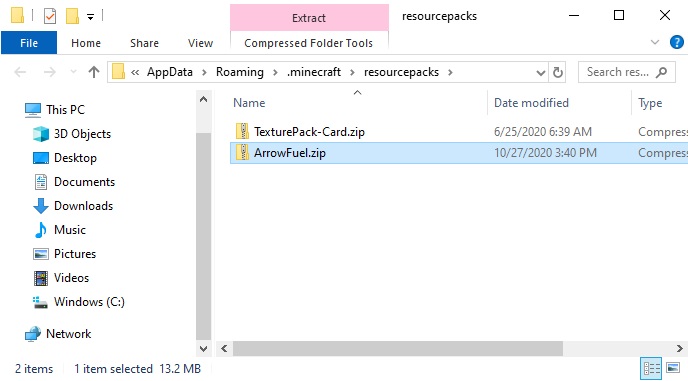 Extract
resourcepacks
File
Home
Share
View
Compressed Folder Tools
« AppData > Roaming > .minecraft > resourcepacks >
Search res...
This PC
3D Objects
Desktop
Documents
Downloads
Music
Pictures
Videos
Windows (C:)
Network
Name
Date modified
Type
TexturePack-Card.zip
6/25/2020 6:39 AM
Compress
ArrowFuel.zip
10/27/2020 3:40 PM
Compress
2 items
1 item selected 13.2 MB